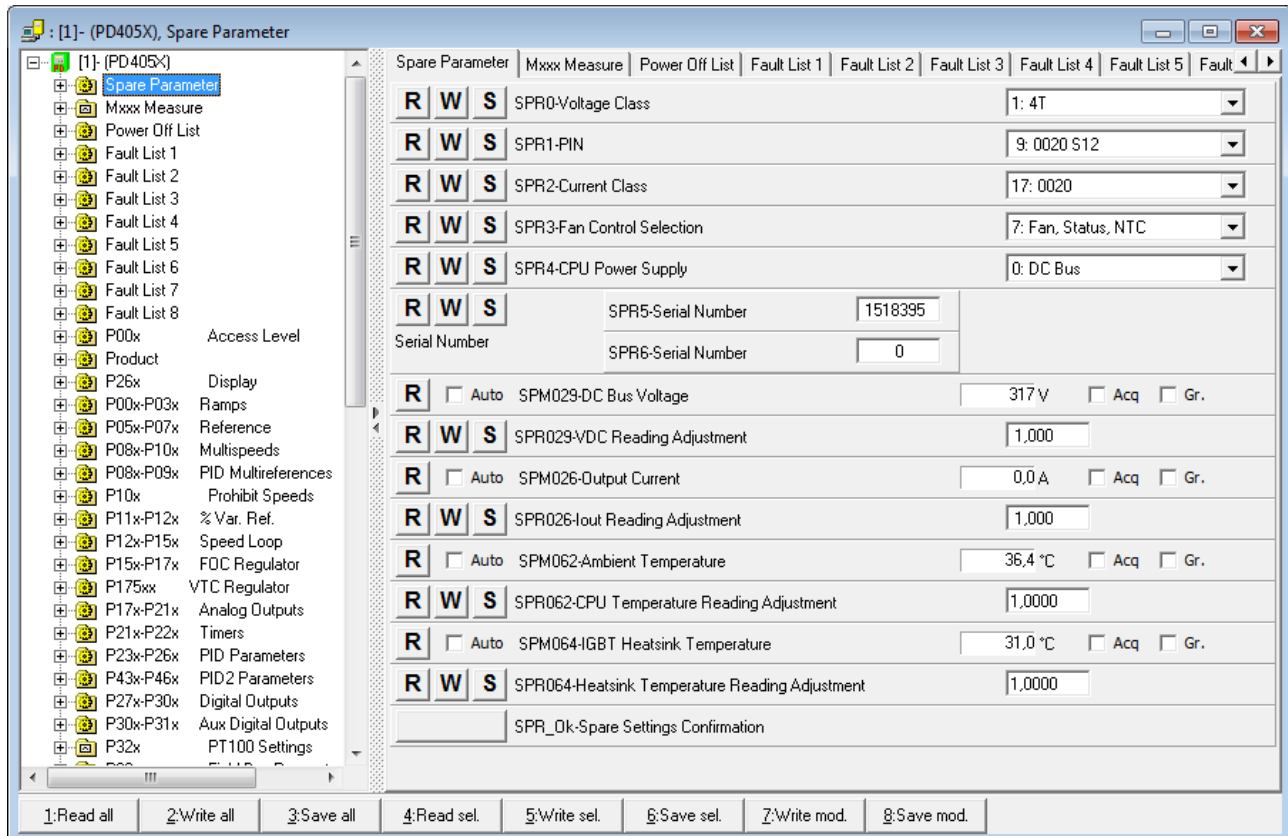 : [1]- (PD405X), Spare Parameter
[1]- (PD405X)
Spare Parameter
Mxxx Measure
Power Off List
Fault List 1
Fault List 2
Fault List 3
Fault List 4
Fault List 5
Fault List 6
Fault List 7
Fault List 8
P00x Access Level
Product
P26x Display
P00x-P03x Ramps
P05x-P07x Reference
P08x-P10x Multispeeds
P08x-P09x PID Multireferences
P10x Prohibit Speeds
P11x-P12x % Var. Ref.
P12x-P15x Speed Loop
P15x-P17x FOC Regulator
P175xx VTC Regulator
P17x-P21x Analog Outputs
P21x-P22x Timers
P23x-P26x PID Parameters
P43x-P46x PID2 Parameters
P27x-P30x Digital Outputs
P30x-P31x Aux Digital Outputs
P32x PT100 Settings
Spare Parameter Mxxx Measure Power Off List Fault List 1 Fault List 2 Fault List 3 Fault List 4 Fault List 5 Fault
R W S SPR0-Voltage Class 1: 4T
R W S SPR1-PIN 9: 0020 S12
R W S SPR2-Current Class 17: 0020
R W S SPR3-Fan Control Selection 7: Fan, Status, NTC
R W S SPR4-CPU Power Supply 0: DC Bus
R W S SPR5-Serial Number 1518395
Serial Number SPR6-Serial Number 0
R Auto SPM029-DC Bus Voltage 317 V Acq Gr.
R W S SPR029-VDC Reading Adjustment 1,000
R Auto SPM026-Output Current 0,0 A Acq Gr.
R W S SPR026-Iout Reading Adjustment 1,000
R Auto SPM062-Ambient Temperature 36,4 °C Acq Gr.
R W S SPR062-CPU Temperature Reading Adjustment 1,0000
R Auto SPM064-IGBT Heatsink Temperature 31,0 °C Acq Gr.
R W S SPR064-Heatsink Temperature Reading Adjustment 1,0000
SPR_Ok-Spare Settings Confirmation
1:Read all 2:Write all 3:Save all 4:Read sel. 5:Write sel. 6:Save sel. 7:Write mod. 8:Save mod.